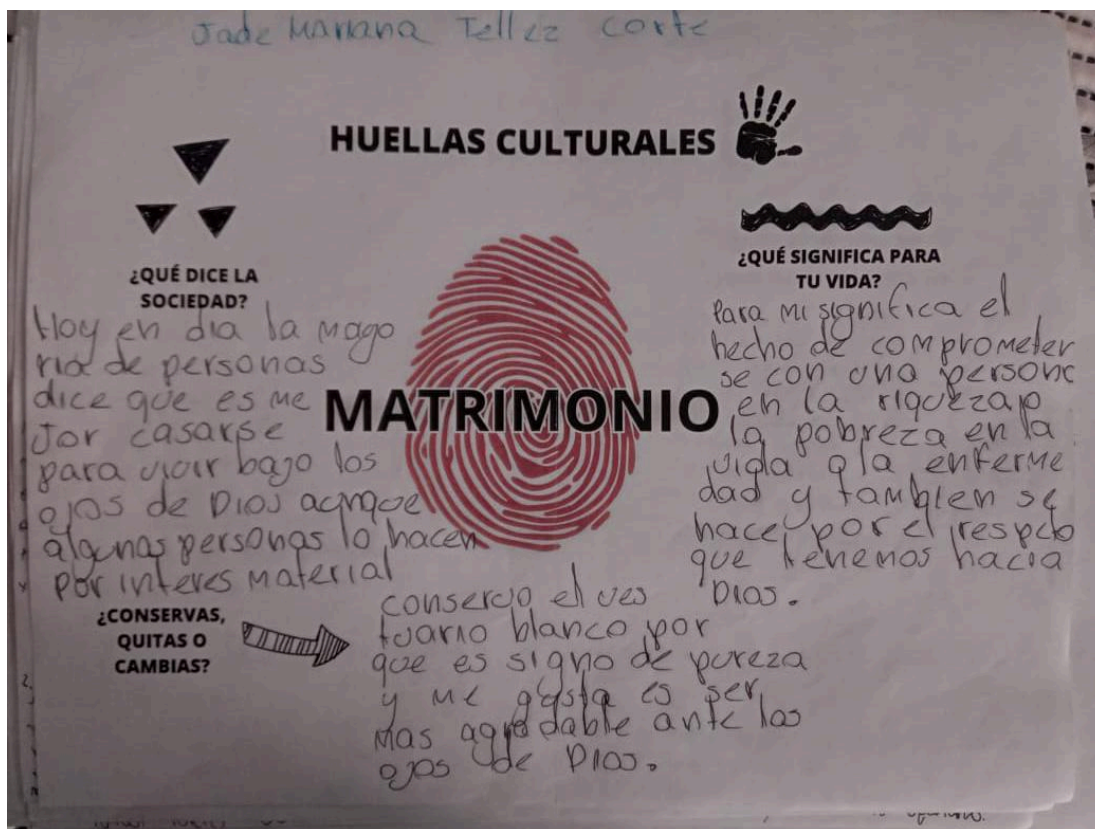 Jade Mariana Tellez Corte
HUELLAS CULTURALES
¿QUÉ DICE LA
SOCIEDAD?
Hoy en dia la mayo
ria de personas
dice que es me
jor casarse
para vivir bajo los
ojos de Dios aunque
algunas personas lo hacen
por interes material
MATRIMONIO
¿QUÉ SIGNIFICA PARA
TU VIDA?
Para mi significa el
hecho de comprometer
se con una persona
en la riqueza o
la pobreza en la
vida o la enferme
dad y tambien se
hace por el respeto
que tenemos hacia
Dios.
¿CONSERVAS,
QUITAS O
CAMBIAS?
conservo el ves
tuario blanco por
que es signo de pureza
y me gusta es ser
mas agradable ante los
ojos de Dios.